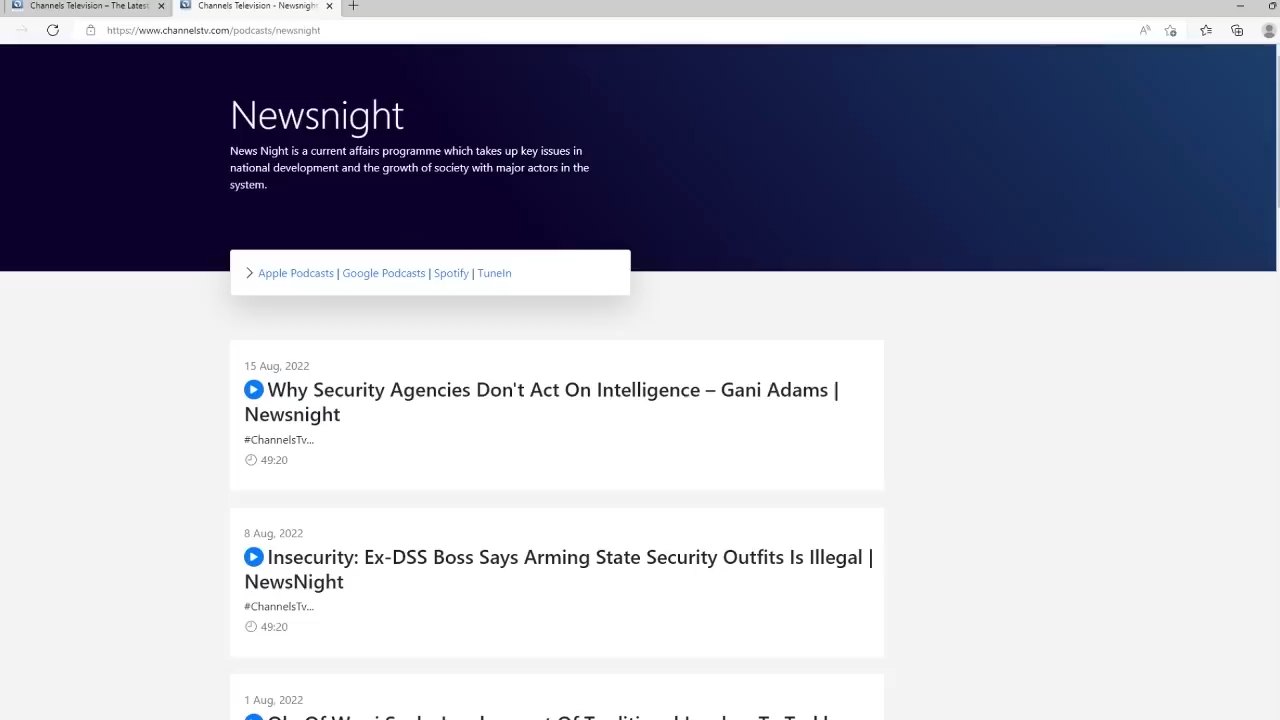 Channels Television – The Latest
Channels Television - Newsnight
https://www.channelstv.com/podcasts/newsnight
Newsnight
News Night is a current affairs programme which takes up key issues in
national development and the growth of society with major actors in the
system.
Apple Podcasts | Google Podcasts | Spotify | TuneIn
15 Aug, 2022
Why Security Agencies Don't Act On Intelligence – Gani Adams |
Newsnight
#ChannelsTv...
49:20
8 Aug, 2022
Insecurity: Ex-DSS Boss Says Arming State Security Outfits Is Illegal |
NewsNight
#ChannelsTv...
49:20
1 Aug, 2022